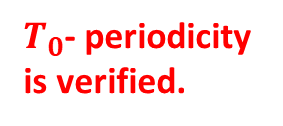 T₀- periodicity
is verified.